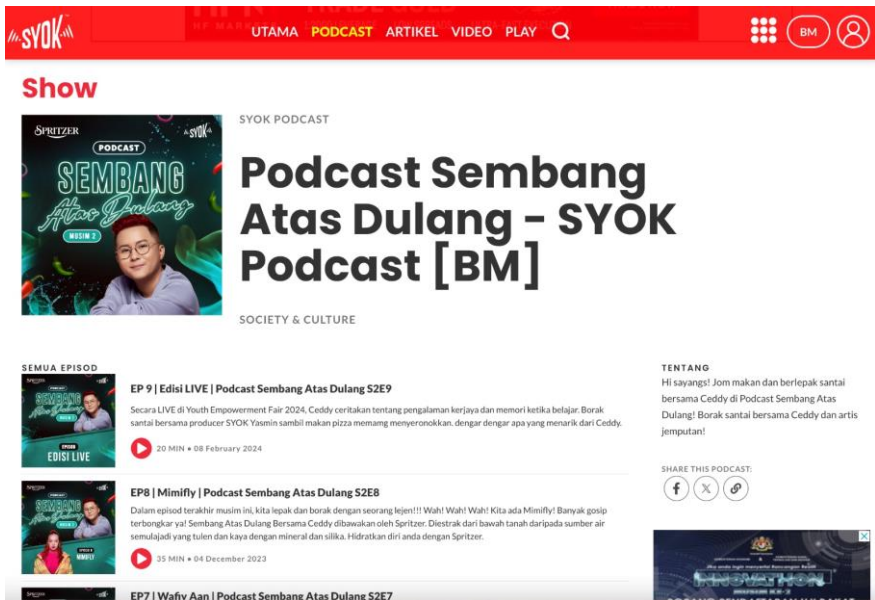 SYOK
UTAMA PODCAST ARTIKEL VIDEO PLAY
BM
Show
SPRITZER
SYOK
PODCAST
SEMBANG
Atas Dulang
MUSIM 2
SYOK PODCAST
Podcast Sembang
Atas Dulang - SYOK
Podcast [BM]
SOCIETY & CULTURE
SEMUA EPISOD
SEMBANG
Atas Dulang
EDISI LIVE
EP 9 | Edisi LIVE | Podcast Sembang Atas Dulang S2E9
Secara LIVE di Youth Empowerment Fair 2024, Ceddy ceritakan tentang pengalaman kerjaya dan memori ketika belajar. Borak
santai bersama producer SYOK Yasmin sambil makan pizza memamg menyeronokkan. dengar dengar apa yang menarik dari Ceddy.
20 MIN • 08 February 2024
SEMBANG
Atas Dulang
MIMIFLY
EP8 | Mimifly | Podcast Sembang Atas Dulang S2E8
Dalam episod terakhir musim ini, kita lepak dan borak dengan seorang lejen!!! Wah! Wah! Wah! Kita ada Mimifly! Banyak gosip
terbongkar ya! Sembang Atas Dulang Bersama Ceddy dibawakan oleh Spritzer. Diestrak dari bawah tanah daripada sumber air
semulajadi yang tulen dan kaya dengan mineral dan silika. Hidratkan diri anda dengan Spritzer.
35 MIN • 04 December 2023
EP7 | Wafiy Aan | Podcast Sembang Atas Dulang S2E7
TENTANG
Hi sayangs! Jom makan dan berlepak santai
bersama Ceddy di Podcast Sembang Atas
Dulang! Borak santai bersama Ceddy dan artis
jemputan!
SHARE THIS PODCAST:
INNOVATHON